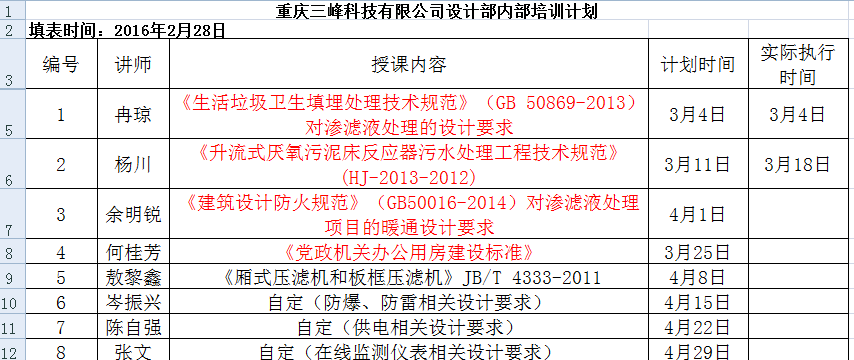 1 重庆三峰科技有限公司设计部内部培训计划
2 填表时间：2016年2月28日
3 编号 讲师 授课内容 计划时间 实际执行
时间
5 1 冉琼 《生活垃圾卫生填埋处理技术规范》（GB 50869-2013） 3月4日 3月4日
对渗滤液处理的设计要求
6 2 杨川 《升流式厌氧污泥床反应器污水处理工程技术规范》 3月11日 3月18日
(HJ-2013-2012)
7 3 余明锐 《建筑设计防火规范》（GB50016-2014）对渗滤液处理 4月1日
项目的暖通设计要求
8 4 何桂芳 《党政机关办公用房建设标准》 3月25日
9 5 敖黎鑫 《厢式压滤机和板框压滤机》JB/T 4333-2011 4月8日
10 6 岑振兴 自定（防爆、防雷相关设计要求） 4月15日
11 7 陈自强 自定（供电相关设计要求） 4月22日
12 8 张文 自定（在线监测仪表相关设计要求） 4月29日